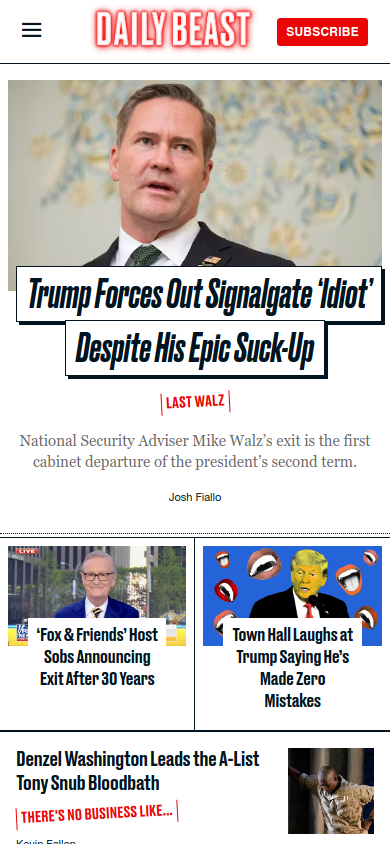 DAILY BEAST
SUBSCRIBE
Trump Forces Out Signalgate ‘Idiot’
Despite His Epic Suck-Up
LAST WALZ
National Security Adviser Mike Walz’s exit is the first
cabinet departure of the president’s second term.
Josh Fiallo
LIVE
‘Fox & Friends’ Host
Sobs Announcing
Exit After 30 Years
Town Hall Laughs at
Trump Saying He’s
Made Zero
Mistakes
Denzel Washington Leads the A-List
Tony Snub Bloodbath
THERE'S NO BUSINESS LIKE...
Kevin Fallon